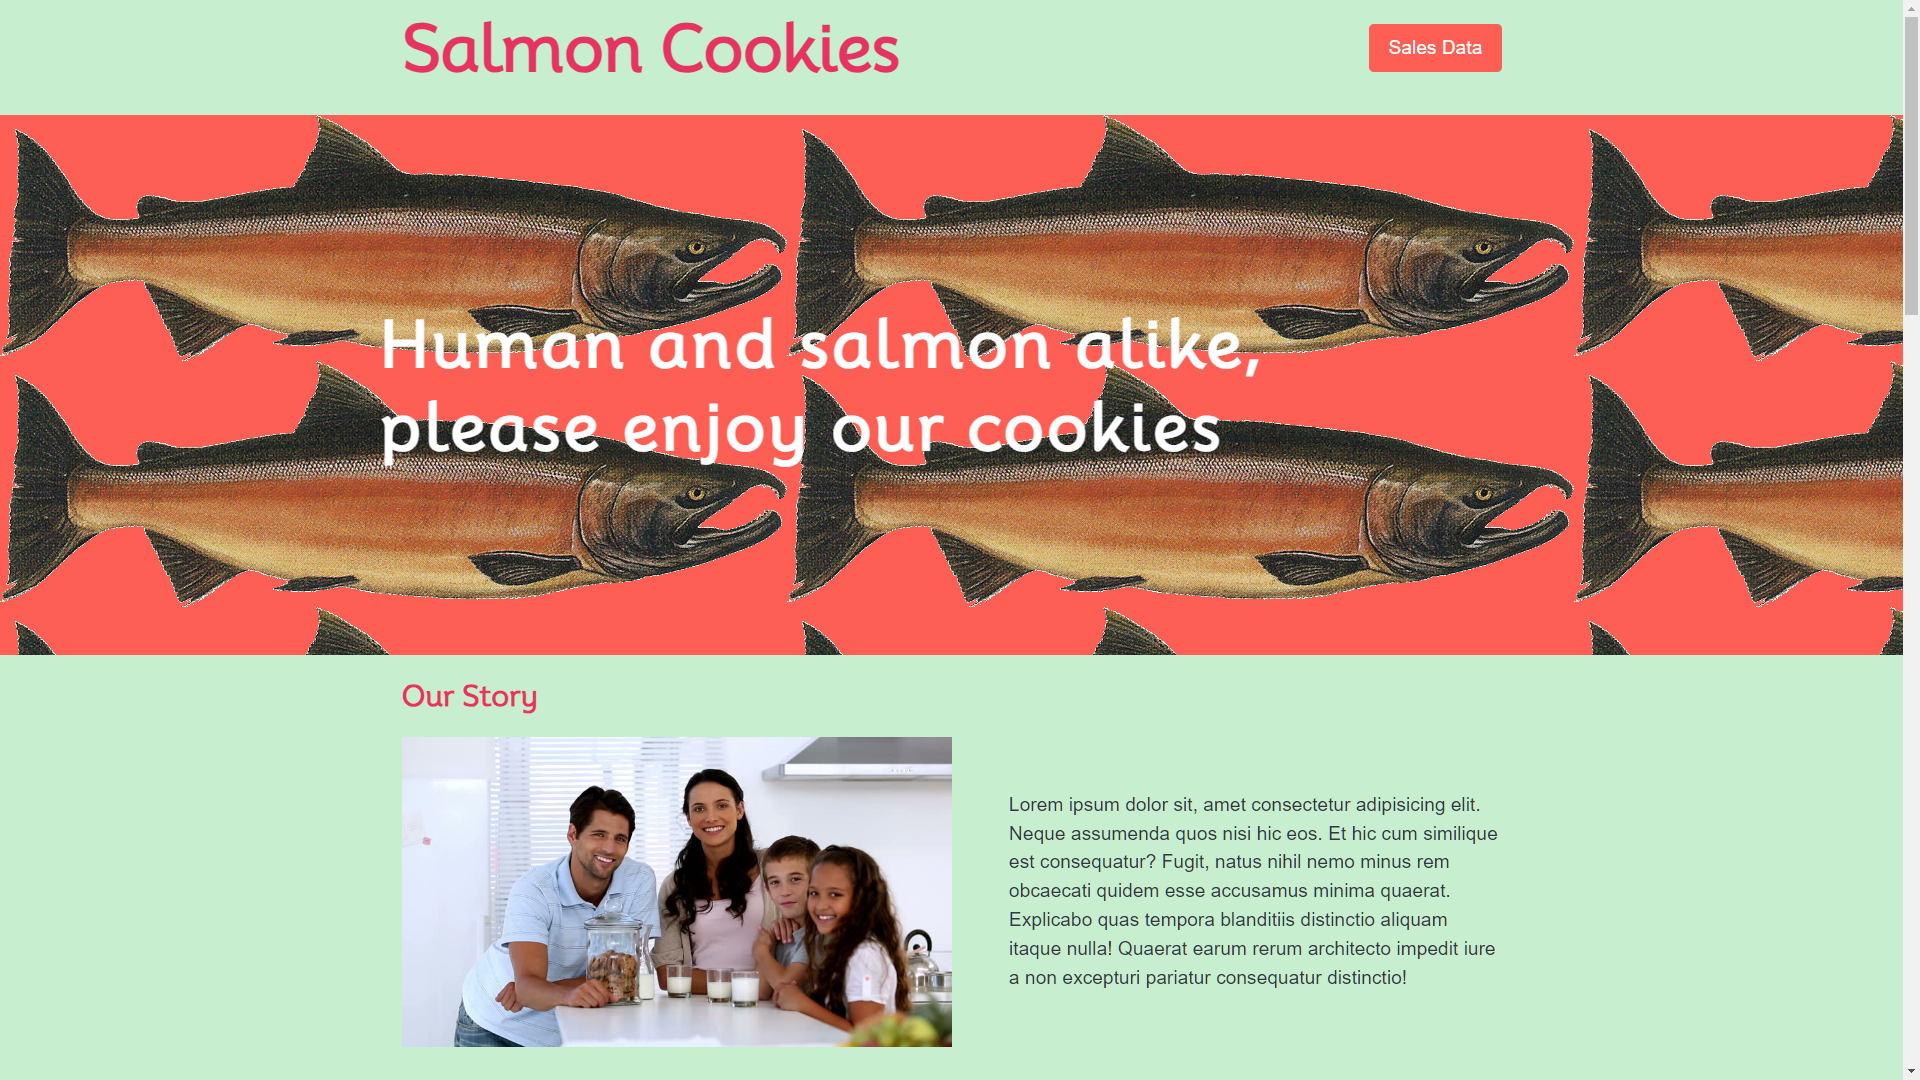 Salmon Cookies
Sales Data
Human and salmon alike,
please enjoy our cookies
Our Story
Lorem ipsum dolor sit, amet consectetur adipisicing elit.
Neque assumenda quos nisi hic eos. Et hic cum similique
est consequatur? Fugit, natus nihil nemo minus rem
obcaecati quidem esse accusamus minima quaerat.
Explicabo quas tempora blanditiis distinctio aliquam
itaque nulla! Quaerat earum rerum architecto impedit iure
a non excepturi pariatur consequatur distinctio!